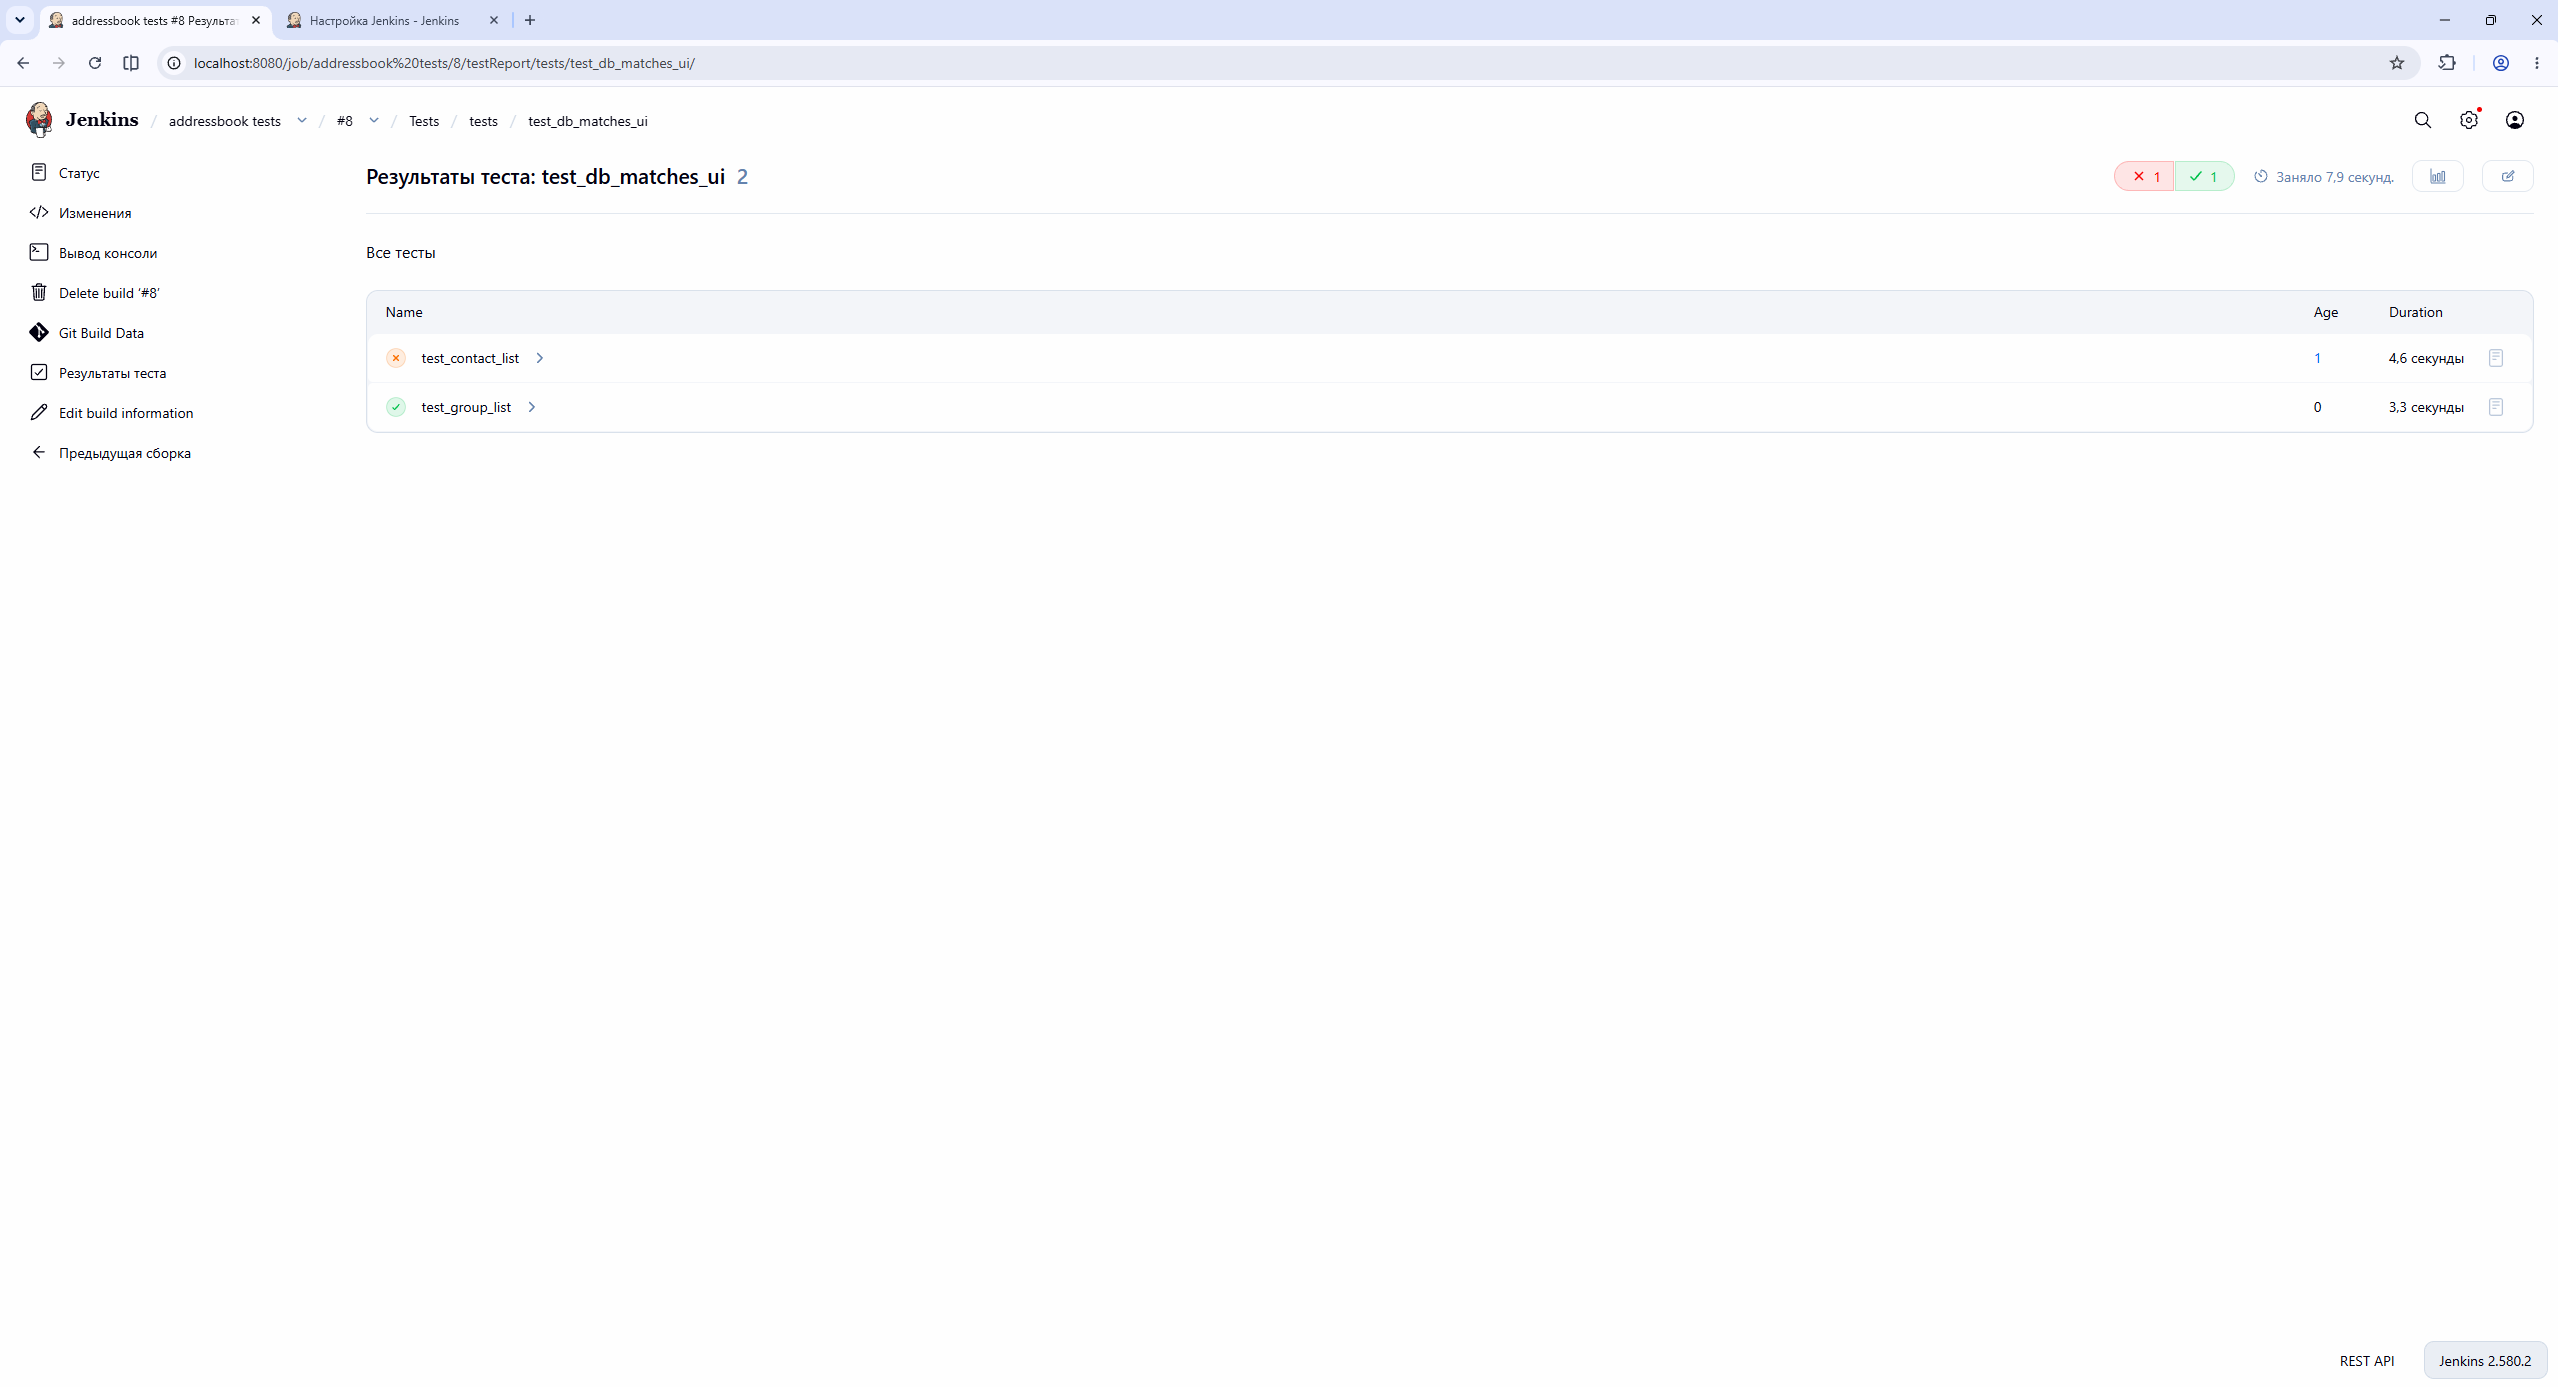 addressbook tests #8 Результа
Настройка Jenkins - Jenkins
localhost:8080/job/addressbook%20tests/8/testReport/tests/test_db_matches_ui/
Jenkins / addressbook tests / #8 / Tests / tests / test_db_matches_ui
Статус
Изменения
Вывод консоли
Delete build ‘#8’
Git Build Data
Результаты теста
Edit build information
Предыдущая сборка
Результаты теста: test_db_matches_ui 2
1 1 Заняло 7,9 секунд.
Все тесты
Name Age Duration
test_contact_list 1 4,6 секунды
test_group_list 0 3,3 секунды
REST API Jenkins 2.580.2